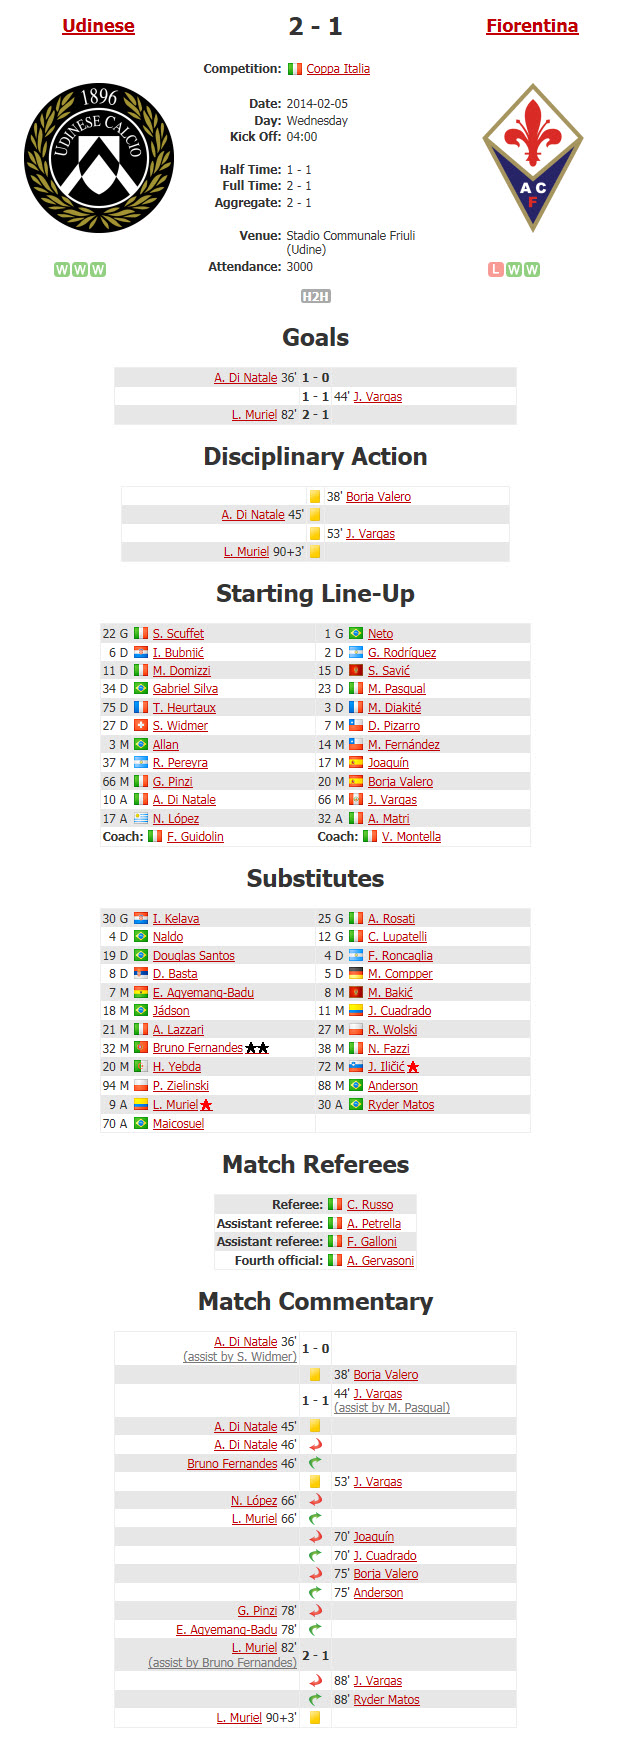 Udinese 2 - 1 Fiorentina
Competition: Coppa Italia
1896
UDINESE CALCIO
A C
F
Date: 2014-02-05
Day: Wednesday
Kick Off: 04:00
Half Time: 1 - 1
Full Time: 2 - 1
Aggregate: 2 - 1
Venue: Stadio Communale Friuli
(Udine)
W W W
L W W
Attendance: 3000
H2H
Goals
A. Di Natale 36' 1 - 0
1 - 1 44' J. Vargas
L. Muriel 82' 2 - 1
Disciplinary Action
38' Borja Valero
A. Di Natale 45'
53' J. Vargas
L. Muriel 90+3'
Starting Line-Up
22 G S. Scuffet 1 G Neto
6 D I. Bubnjić 2 D G. Rodríguez
11 D M. Domizzi 15 D S. Savić
34 D Gabriel Silva 23 D M. Pasqual
75 D T. Heurtaux 3 D M. Diakité
27 D S. Widmer 7 M D. Pizarro
3 M Allan 14 M M. Fernández
37 M R. Pereyra 17 M Joaquín
66 M G. Pinzi 20 M Borja Valero
10 A A. Di Natale 66 M J. Vargas
17 A N. López 32 A A. Matri
Coach: F. Guidolin Coach: V. Montella
Substitutes
30 G I. Kelava 25 G A. Rosati
4 D Naldo 12 G C. Lupatelli
19 D Douglas Santos 4 D F. Roncaglia
8 D D. Basta 5 D M. Compper
7 M E. Agyemang-Badu 8 M M. Bakić
18 M Jádson 11 M J. Cuadrado
21 M A. Lazzari 27 M R. Wolski
32 M Bruno Fernandes 38 M N. Fazzi
20 M H. Yebda 72 M J. Iličić
94 M P. Zielinski 88 M Anderson
9 A L. Muriel 30 A Ryder Matos
70 A Maicosuel
Match Referees
Referee: C. Russo
Assistant referee: A. Petrella
Assistant referee: F. Galloni
Fourth official: A. Gervasoni
Match Commentary
A. Di Natale 36' 1 - 0
(assist by S. Widmer)
38' Borja Valero
1 - 1 44' J. Vargas
(assist by M. Pasqual)
A. Di Natale 45'
A. Di Natale 46'
Bruno Fernandes 46'
53' J. Vargas
N. López 66'
L. Muriel 66'
70' Joaquín
70' J. Cuadrado
75' Borja Valero
75' Anderson
G. Pinzi 78'
E. Agyemang-Badu 78'
L. Muriel 82' 2 - 1
(assist by Bruno Fernandes)
88' J. Vargas
88' Ryder Matos
L. Muriel 90+3'